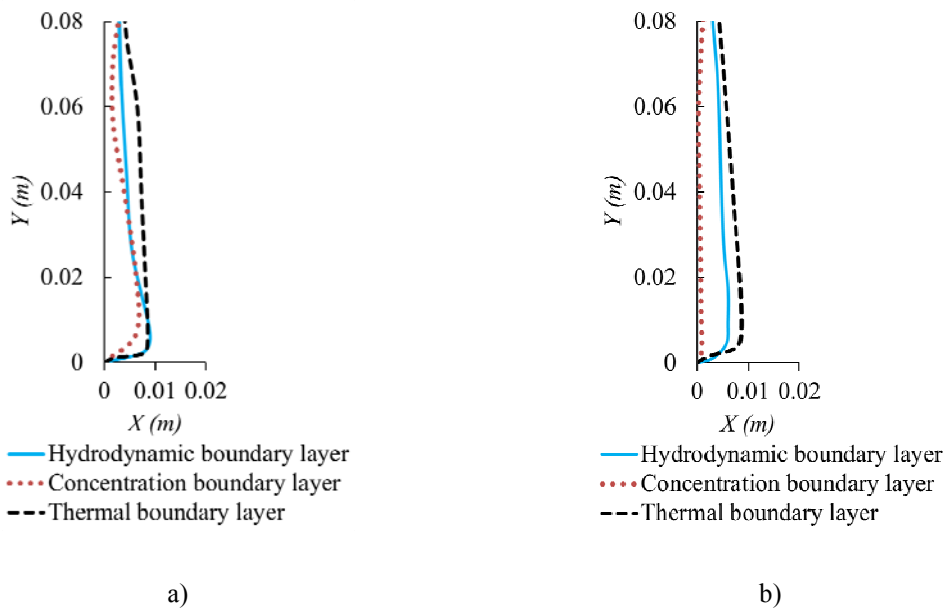 0.08
0.06
0.04
0.02
0
Y (m)
0 0.01 0.02
X (m)
Hydrodynamic boundary layer
Concentration boundary layer
Thermal boundary layer
a)
0.08
0.06
0.04
0.02
0
Y (m)
0 0.01 0.02
X (m)
Hydrodynamic boundary layer
Concentration boundary layer
Thermal boundary layer
b)